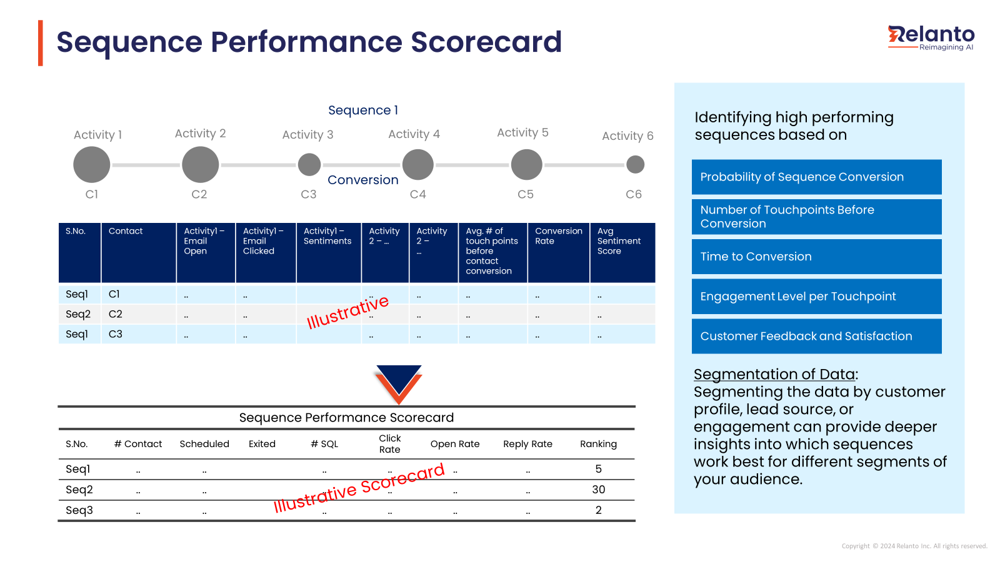 Sequence Performance Scorecard
Relanto
Reimagining AI
Sequence 1
Activity 1
Activity 2
Activity 3
Activity 4
Activity 5
Activity 6
Conversion
C1
C2
C3
C4
C5
C6
S.No.
Contact
Activity1 –
Email
Open
Activity1 –
Email
Clicked
Activity1 –
Sentiments
Activity
2 – ...
Activity
2 –
...
Avg. # of
touch points
before
contact
conversion
Conversion
Rate
Avg
Sentiment
Score
Seq1 C1 .. .. .. .. .. .. ..
Seq2 C2 .. .. .. .. .. .. ..
Seq1 C3 .. .. .. .. .. .. ..
Illustrative
Sequence Performance Scorecard
S.No.
# Contact
Scheduled
Exited
# SQL
Click
Rate
Open Rate
Reply Rate
Ranking
Seq1 .. .. .. .. .. .. 5
Seq2 .. .. .. .. .. .. 30
Seq3 .. .. .. .. .. .. 2
Illustrative Scorecard
Identifying high performing
sequences based on
Probability of Sequence Conversion
Number of Touchpoints Before
Conversion
Time to Conversion
Engagement Level per Touchpoint
Customer Feedback and Satisfaction
Segmentation of Data:
Segmenting the data by customer
profile, lead source, or
engagement can provide deeper
insights into which sequences
work best for different segments of
your audience.
Copyright © 2024 Relanto Inc. All rights reserved.